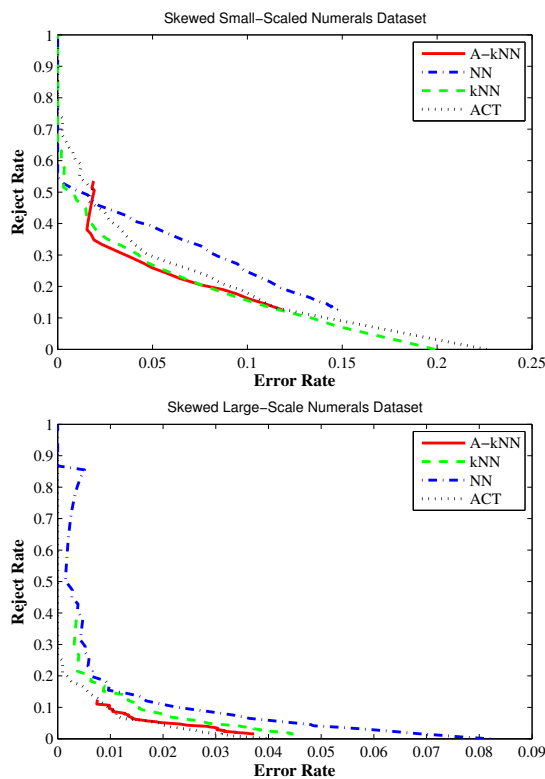 Skewed Small−Scaled Numerals Dataset
1
0.9
0.8
0.7
0.6
0.5
0.4
0.3
0.2
0.1
0
Reject Rate
A−kNN
NN
kNN
ACT
0 0.05 0.1 0.15 0.2 0.25
Error Rate
Skewed Large−Scale Numerals Dataset
1
0.9
0.8
0.7
0.6
0.5
0.4
0.3
0.2
0.1
0
Reject Rate
A−kNN
kNN
NN
ACT
0 0.01 0.02 0.03 0.04 0.05 0.06 0.07 0.08 0.09
Error Rate